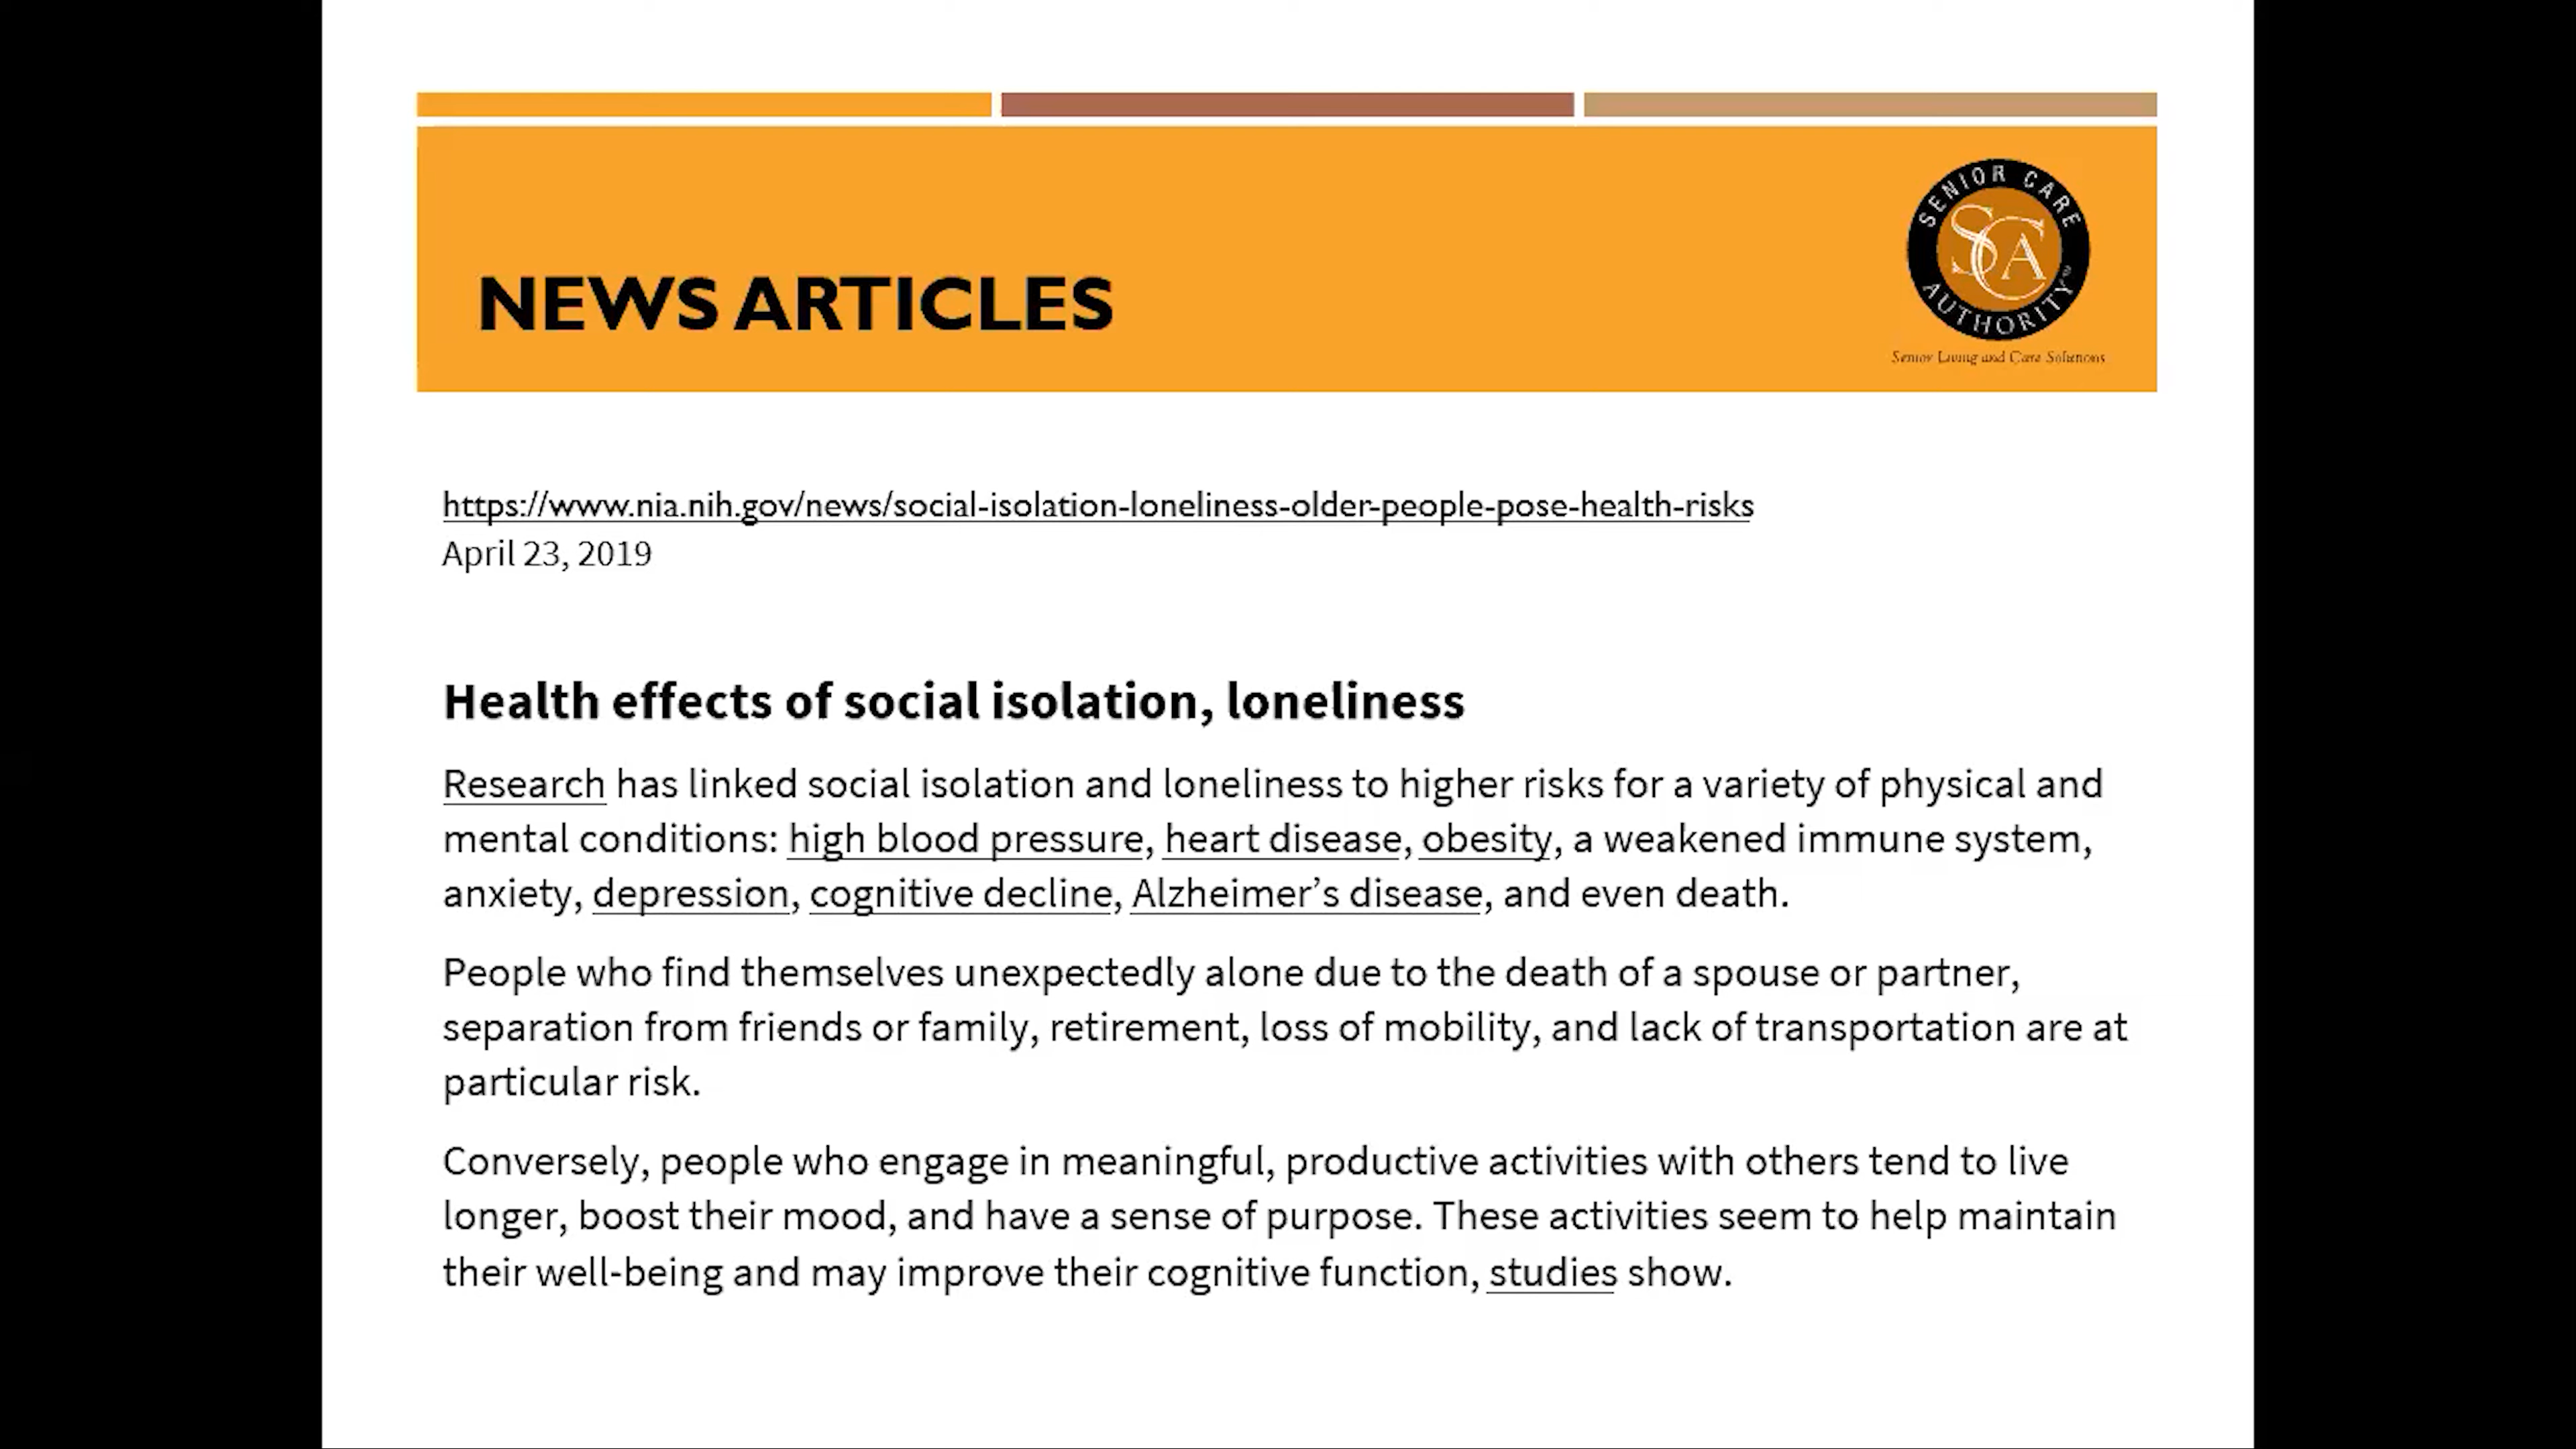 NEWS ARTICLES
SENIOR CARE
SCA
AUTHORITY®
Senior Living and Care Solutions
https://www.nia.nih.gov/news/social-isolation-loneliness-older-people-pose-health-risks
April 23, 2019
Health effects of social isolation, loneliness
Research has linked social isolation and loneliness to higher risks for a variety of physical and
mental conditions: high blood pressure, heart disease, obesity, a weakened immune system,
anxiety, depression, cognitive decline, Alzheimer’s disease, and even death.
People who find themselves unexpectedly alone due to the death of a spouse or partner,
separation from friends or family, retirement, loss of mobility, and lack of transportation are at
particular risk.
Conversely, people who engage in meaningful, productive activities with others tend to live
longer, boost their mood, and have a sense of purpose. These activities seem to help maintain
their well-being and may improve their cognitive function, studies show.